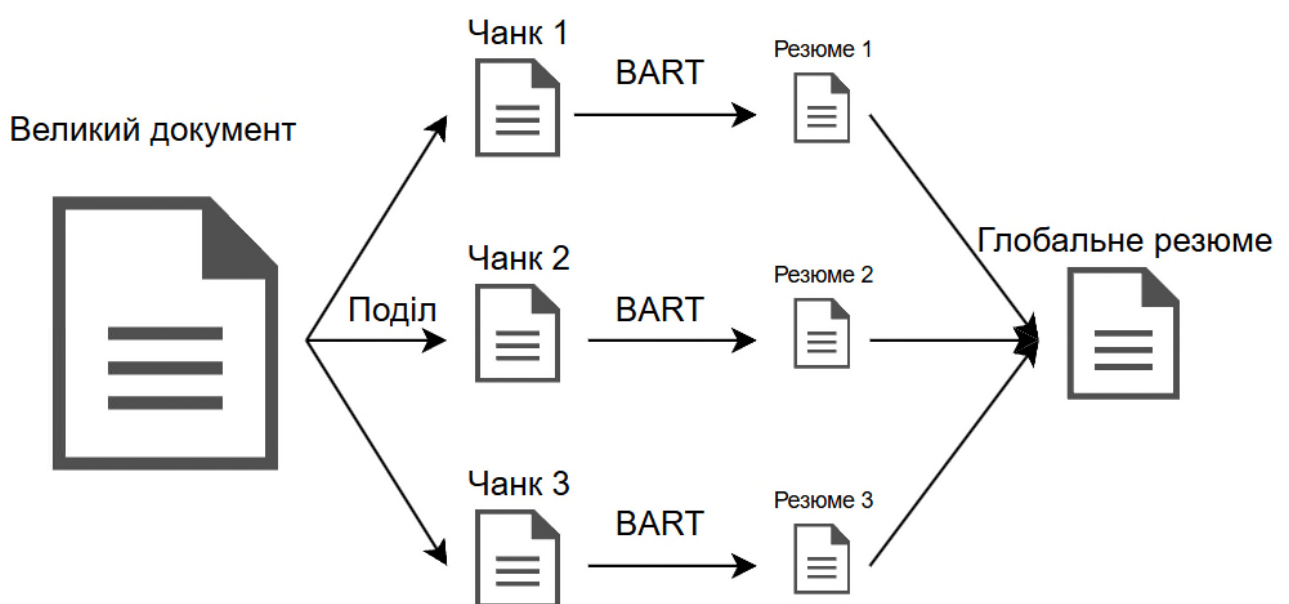 Великий документ
Поділ
Чанк 1
BART
Резюме 1
Чанк 2
BART
Резюме 2
Чанк 3
BART
Резюме 3
Глобальне резюме